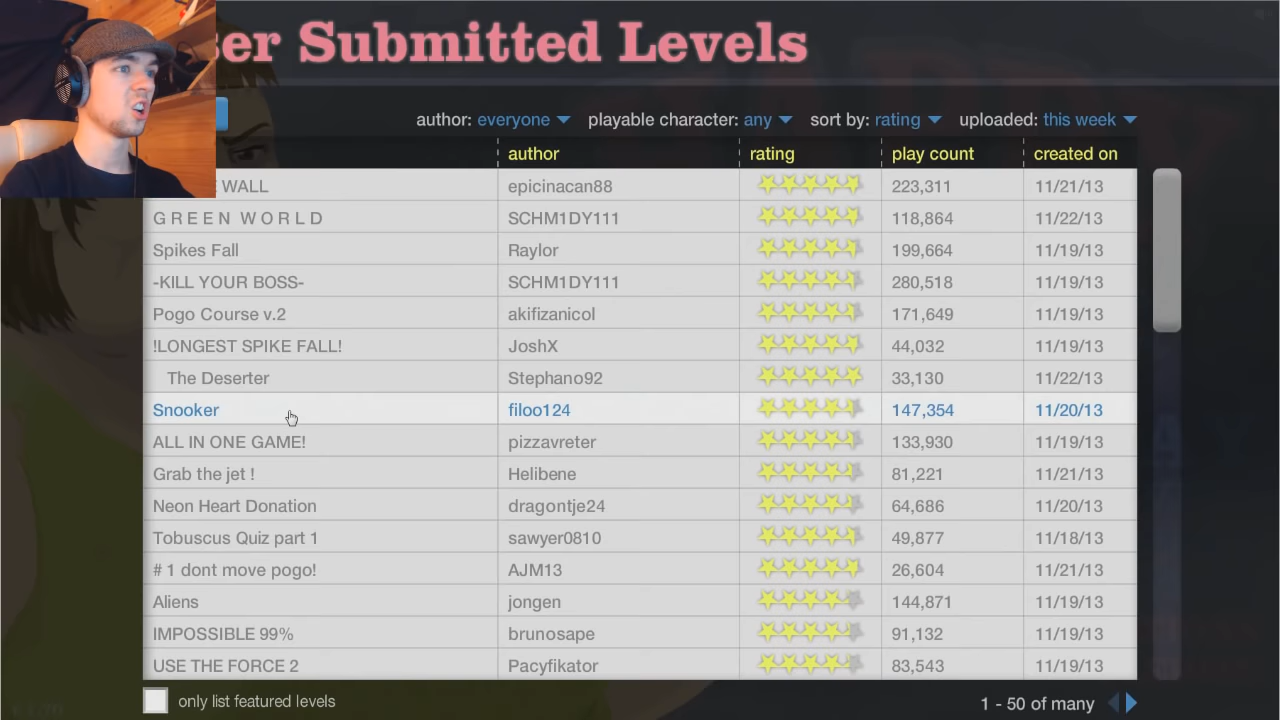 ser Submitted Levels
author: everyone playable character: any sort by: rating uploaded: this week
author rating play count created on
WALL epicinacan88 223,311 11/21/13
G R E E N W O R L D SCHM1DY111 118,864 11/22/13
Spikes Fall Raylor 199,664 11/19/13
-KILL YOUR BOSS- SCHM1DY111 280,518 11/19/13
Pogo Course v.2 akifizanicol 171,649 11/19/13
!LONGEST SPIKE FALL! JoshX 44,032 11/19/13
The Deserter Stephano92 33,130 11/22/13
Snooker filoo124 147,354 11/20/13
ALL IN ONE GAME! pizzavreter 133,930 11/19/13
Grab the jet ! Helibene 81,221 11/21/13
Neon Heart Donation dragontje24 64,686 11/20/13
Tobuscus Quiz part 1 sawyer0810 49,877 11/18/13
# 1 dont move pogo! AJM13 26,604 11/21/13
Aliens jongen 144,871 11/19/13
IMPOSSIBLE 99% brunosape 91,132 11/19/13
USE THE FORCE 2 Pacyfikator 83,543 11/19/13
only list featured levels 1 - 50 of many